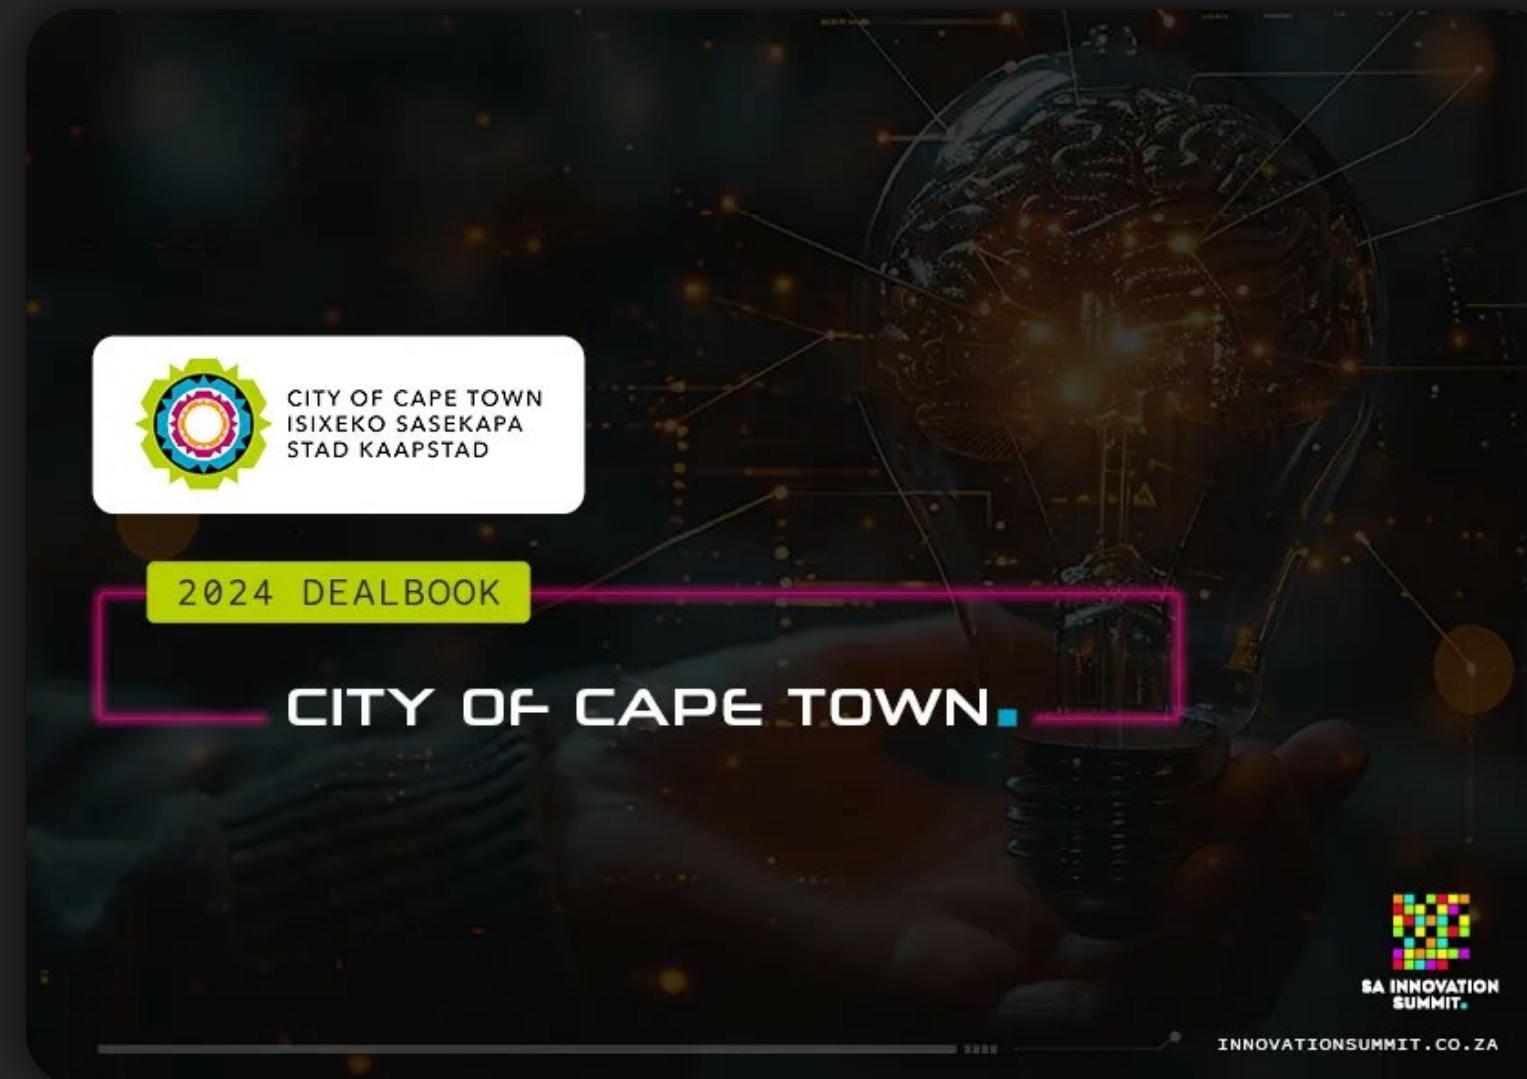 CITY OF CAPE TOWN
ISIXEKO SASEKAPA
STAD KAAPSTAD
2024 DEALBOOK
CITY OF CAPE TOWN.
SA INNOVATION
SUMMIT.
INNOVATIONSUMMIT.CO.ZA